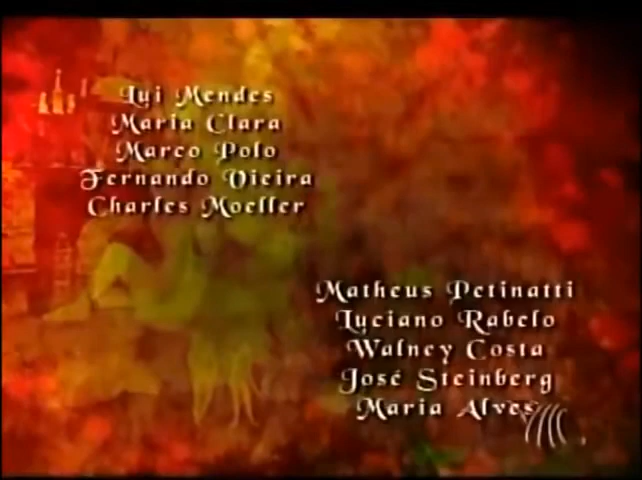 Lui Mendes
Maria Clara
Marco Polo
Fernando Vieira
Charles Moeller
Matheus Petinatti
Luciano Rabelo
Walney Costa
José Steinberg
Maria Alves